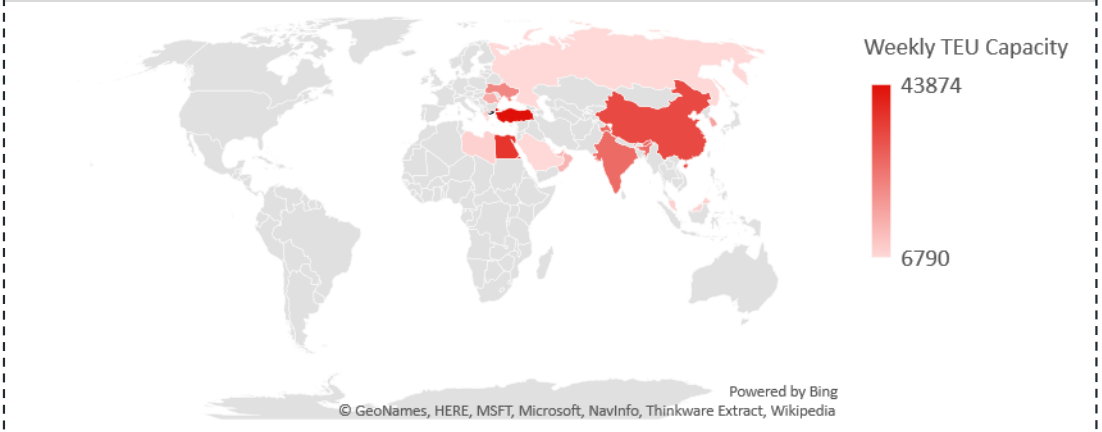 Weekly TEU Capacity
43874
6790
Powered by Bing
© GeoNames, HERE, MSFT, Microsoft, NavInfo, Thinkware Extract, Wikipedia